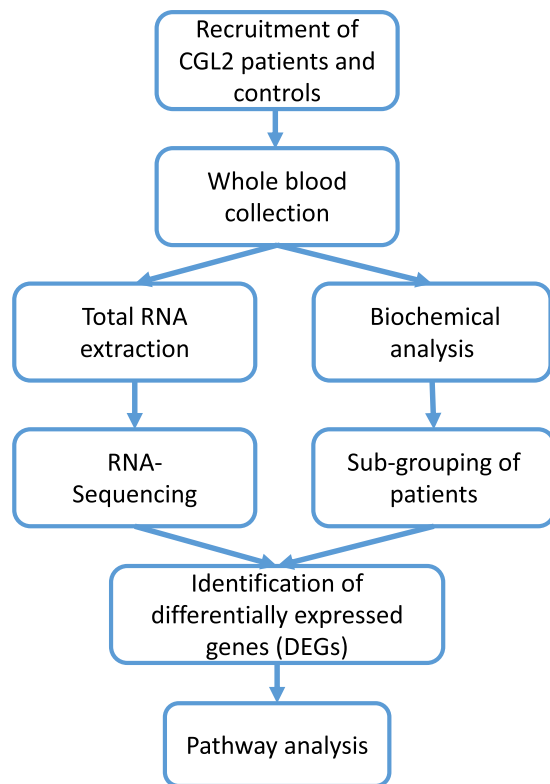 Recruitment of
CGL2 patients and
controls
Whole blood
collection
Total RNA
extraction
Biochemical
analysis
RNA-
Sequencing
Sub-grouping of
patients
Identification of
differentially expressed
genes (DEGs)
Pathway analysis